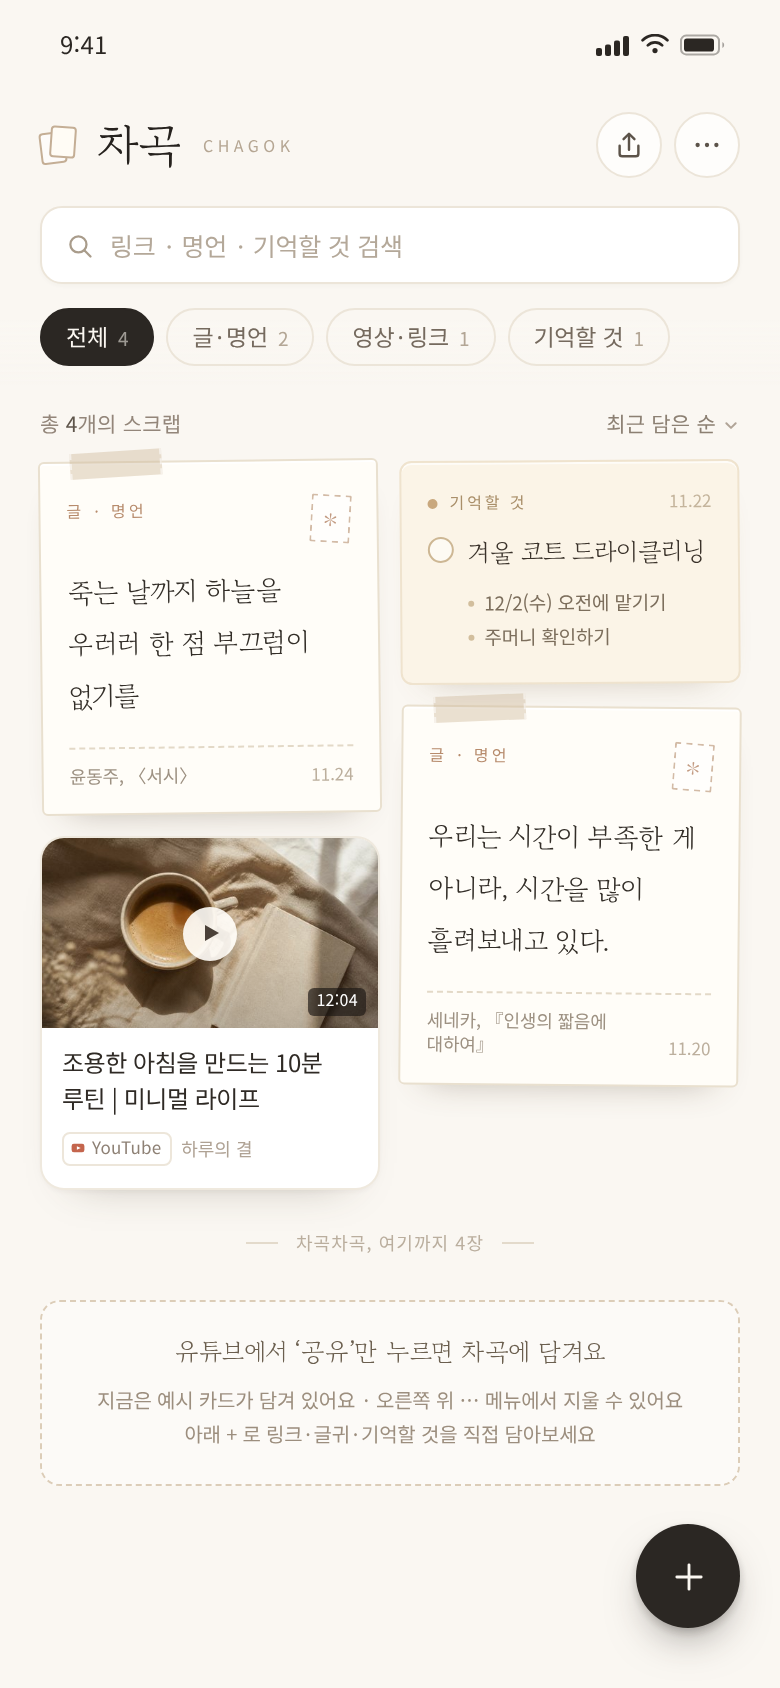 9:41
차곡 CHAGOK
링크 · 명언 · 기억할 것 검색
전체 4 글·명언 2 영상·링크 1 기억할 것 1
총 4개의 스크랩 최근 담은 순
글 · 명언
죽는 날까지 하늘을
우러러 한 점 부끄럼이
없기를
윤동주, 〈서시〉 11.24
기억할 것 11.22
겨울 코트 드라이클리닝
• 12/2(수) 오전에 맡기기
• 주머니 확인하기
12:04
조용한 아침을 만드는 10분
루틴 | 미니멀 라이프
YouTube 하루의 결
글 · 명언
우리는 시간이 부족한 게
아니라, 시간을 많이
흘려보내고 있다.
세네카, 『인생의 짧음에
대하여』 11.20
차곡차곡, 여기까지 4장
유튜브에서 ‘공유’만 누르면 차곡에 담겨요
지금은 예시 카드가 담겨 있어요 · 오른쪽 위 ⋯ 메뉴에서 지울 수 있어요
아래 + 로 링크·글귀·기억할 것을 직접 담아보세요